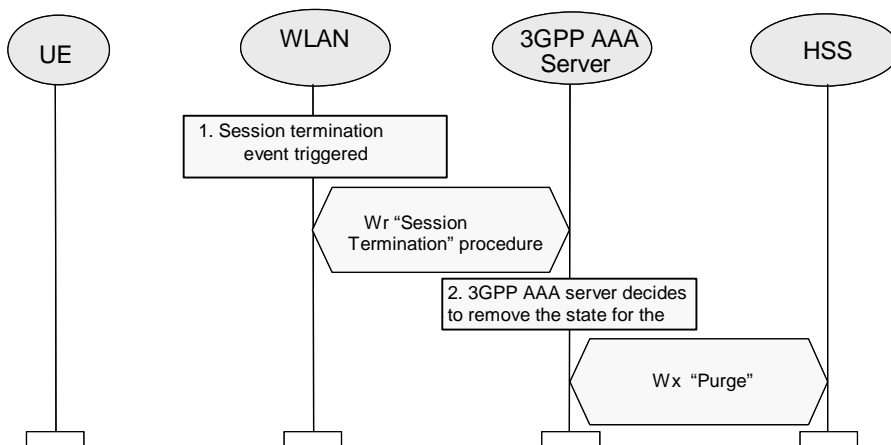 UE
WLAN
3GPP AAA
Server
HSS
1. Session termination
event triggered
Wr “Session
Termination” procedure
2. 3GPP AAA server decides
to remove the state for the
Wx “Purge”